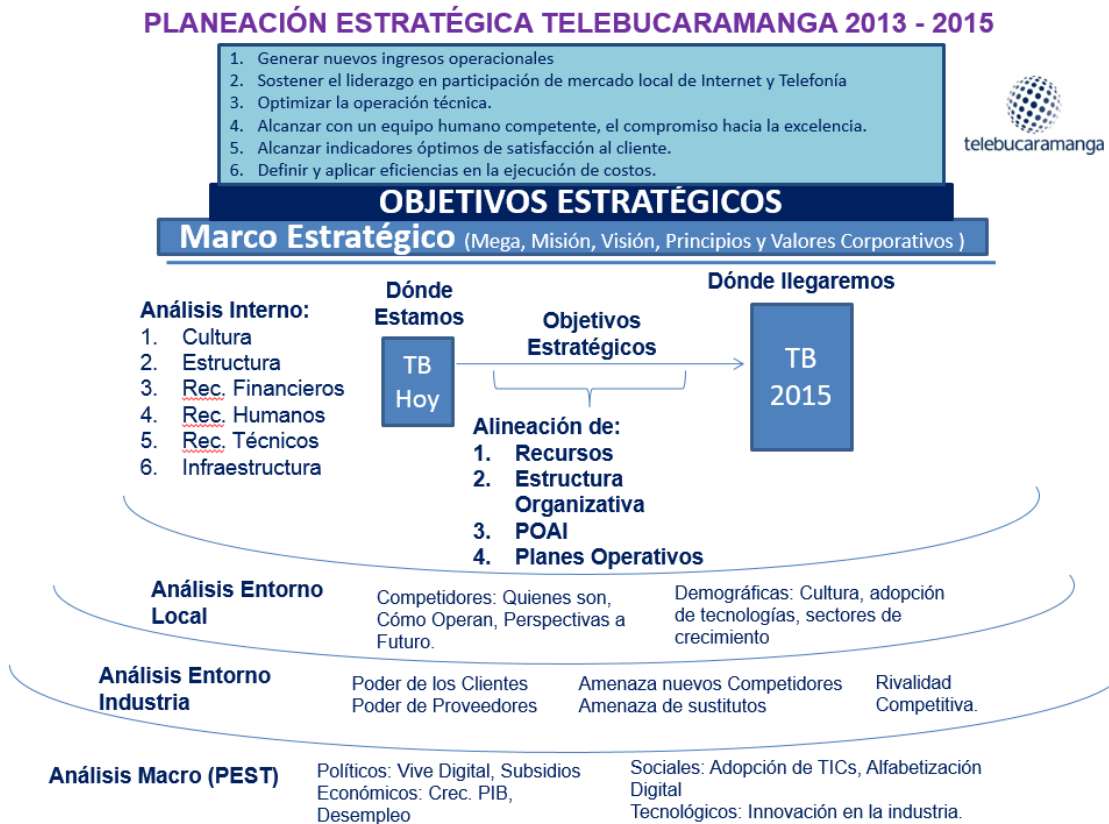 PLANEACIÓN ESTRATÉGICA TELEBUCARAMANGA 2013 - 2015
1. Generar nuevos ingresos operacionales
2. Sostener el liderazgo en participación de mercado local de Internet y Telefonía
3. Optimizar la operación técnica.
4. Alcanzar con un equipo humano competente, el compromiso hacia la excelencia.
5. Alcanzar indicadores óptimos de satisfacción al cliente.
6. Definir y aplicar eficiencias en la ejecución de costos.
telebucaramanga
OBJETIVOS ESTRATÉGICOS
Marco Estratégico (Mega, Misión, Visión, Principios y Valores Corporativos )
Análisis Interno:
1. Cultura
2. Estructura
3. Rec. Financieros
4. Rec. Humanos
5. Rec. Técnicos
6. Infraestructura
Dónde
Estamos
TB
Hoy
Objetivos
Estratégicos
Dónde llegaremos
TB
2015
Alineación de:
1. Recursos
2. Estructura
Organizativa
3. POAI
4. Planes Operativos
Análisis Entorno
Local
Competidores: Quienes son,
Cómo Operan, Perspectivas a
Futuro.
Demográficas: Cultura, adopción
de tecnologías, sectores de
crecimiento
Análisis Entorno
Industria
Poder de los Clientes
Poder de Proveedores
Amenaza nuevos Competidores
Amenaza de sustitutos
Rivalidad
Competitiva.
Análisis Macro (PEST)
Políticos: Vive Digital, Subsidios
Económicos: Crec. PIB,
Desempleo
Sociales: Adopción de TICs, Alfabetización
Digital
Tecnológicos: Innovación en la industria.